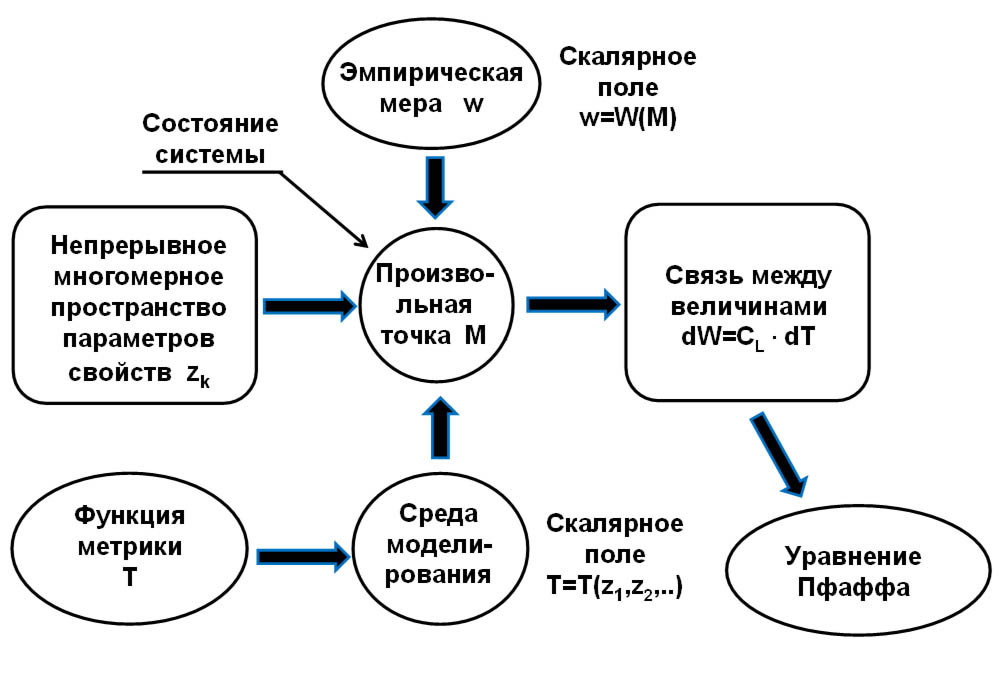 Эмпирическая
мера w
Скалярное
поле
w=W(M)
Состояние
системы
Непрерывное
многомерное
пространство
параметров
свойств zk
Произво-
льная
точка М
Связь между
величинами
dW=CL · dT
Функция
метрики
Т
Среда
модели-
рования
Скалярное
поле
T=T(z1,z2,..)
Уравнение
Пфаффа